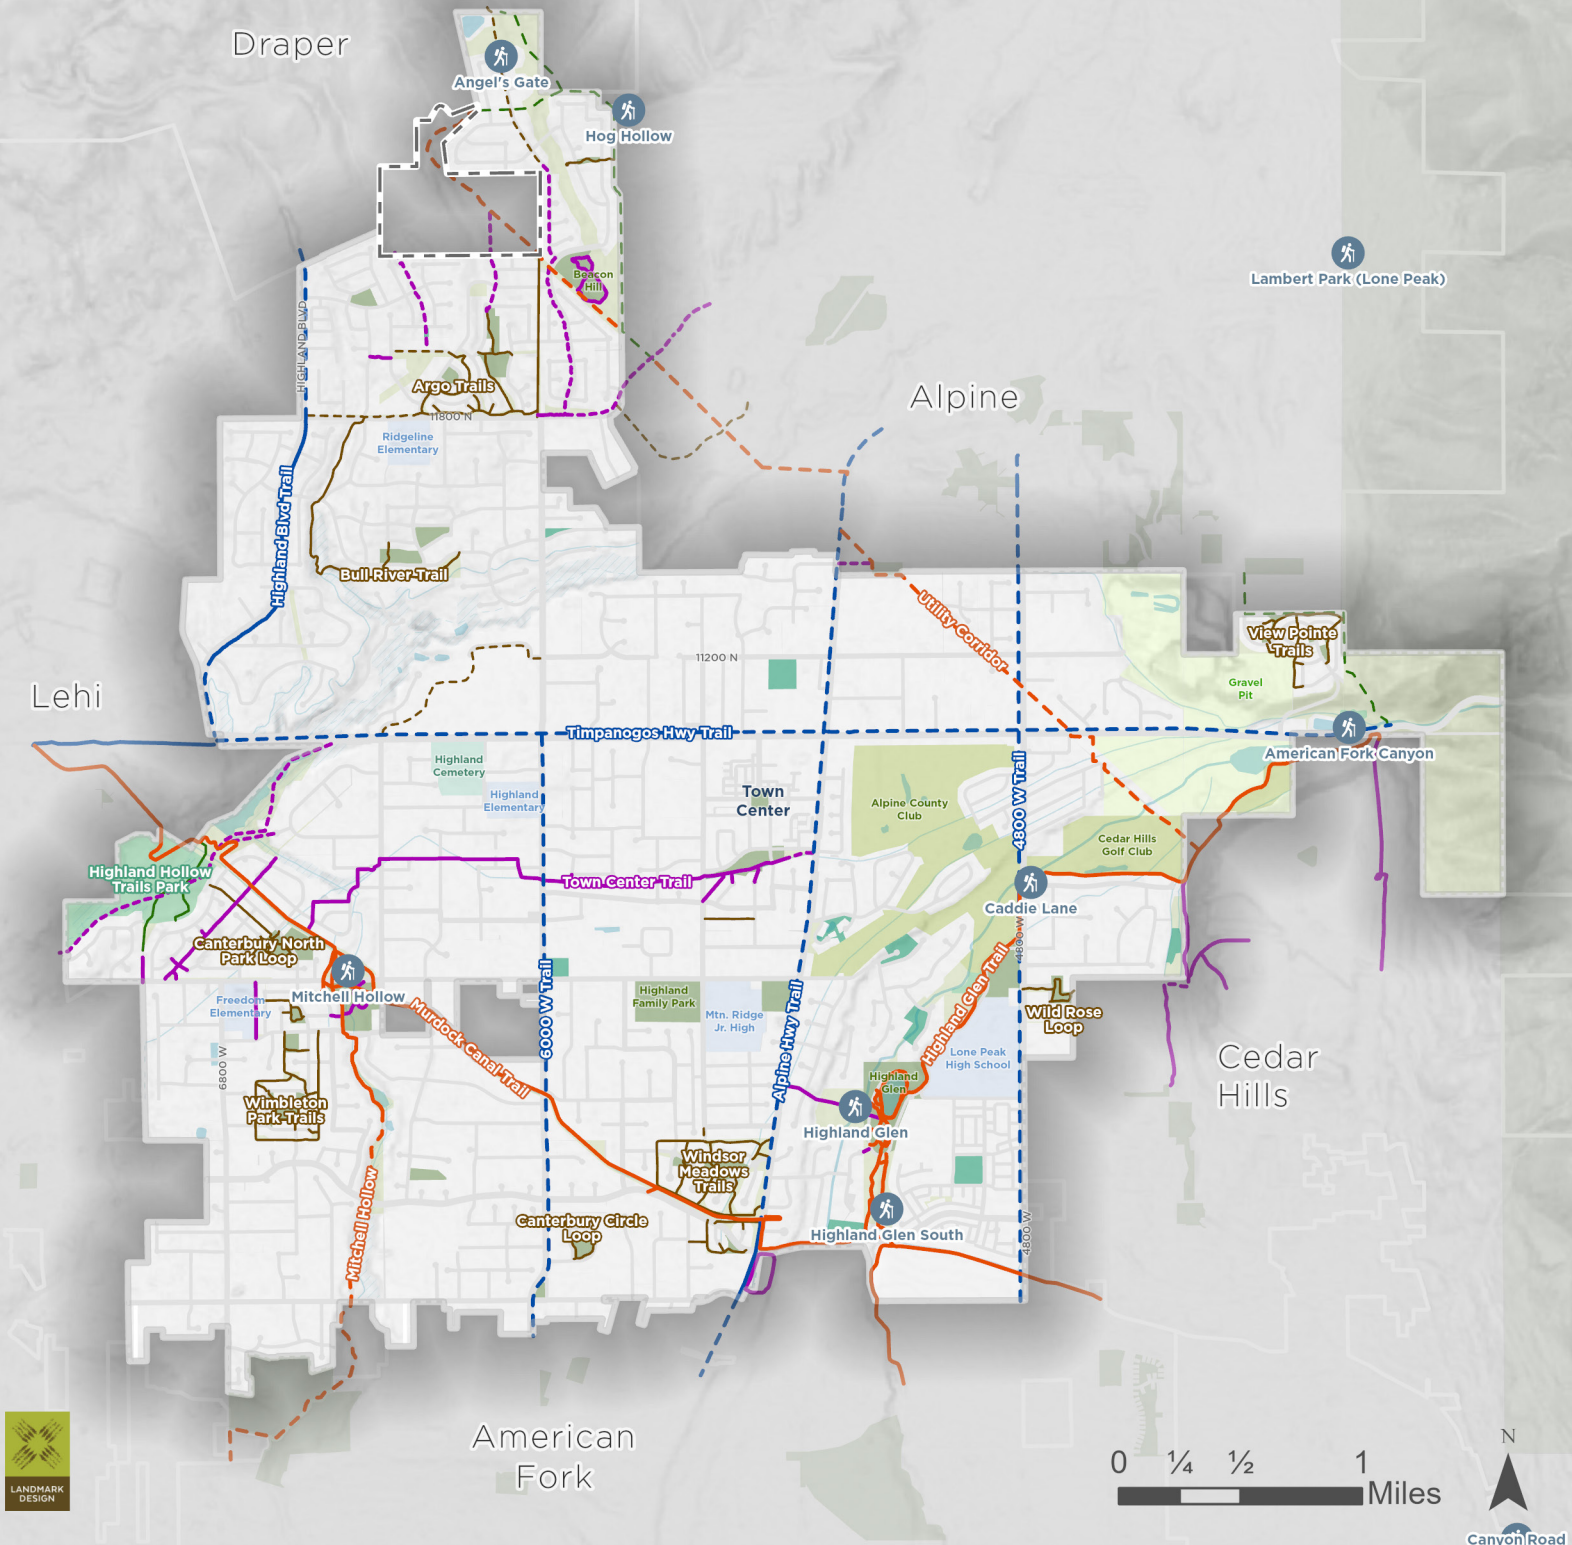 Draper
Angel's Gate
Hog Hollow
Lambert Park (Lone Peak)
Beacon
Hill
HIGHLAND BLVD
Argo Trails
11800 N
Alpine
Ridgeline
Elementary
Highland Blvd Trail
Bull River Trail
Utility Corridor
View Pointe
Trails
11200 N
Gravel
Pit
Lehi
Timpanogos Hwy Trail
American Fork Canyon
Highland
Cemetery
Highland
Elementary
Town
Center
Alpine County
Club
4800 W Trail
Cedar Hills
Golf Club
Highland Hollow
Trails Park
Town Center Trail
Caddie Lane
4800 W
Canterbury North
Park Loop
Mitchell Hollow
Freedom
Elementary
Highland
Family Park
Mtn. Ridge
Jr. High
6000 W Trail
Alpine Hwy Trail
Highland Glen Trail
Wild Rose
Loop
Murdock Canal Trail
Lone Peak
High School
Cedar
Hills
6800 W
Highland
Glen
Wimbleton
Park Trails
Highland Glen
Windsor
Meadows
Trails
Mitchell Hollow
Canterbury Circle
Loop
Highland Glen South
4800 W
American
Fork
LANDMARK
DESIGN
0 ¼ ½ 1
Miles
N
Canyon Road